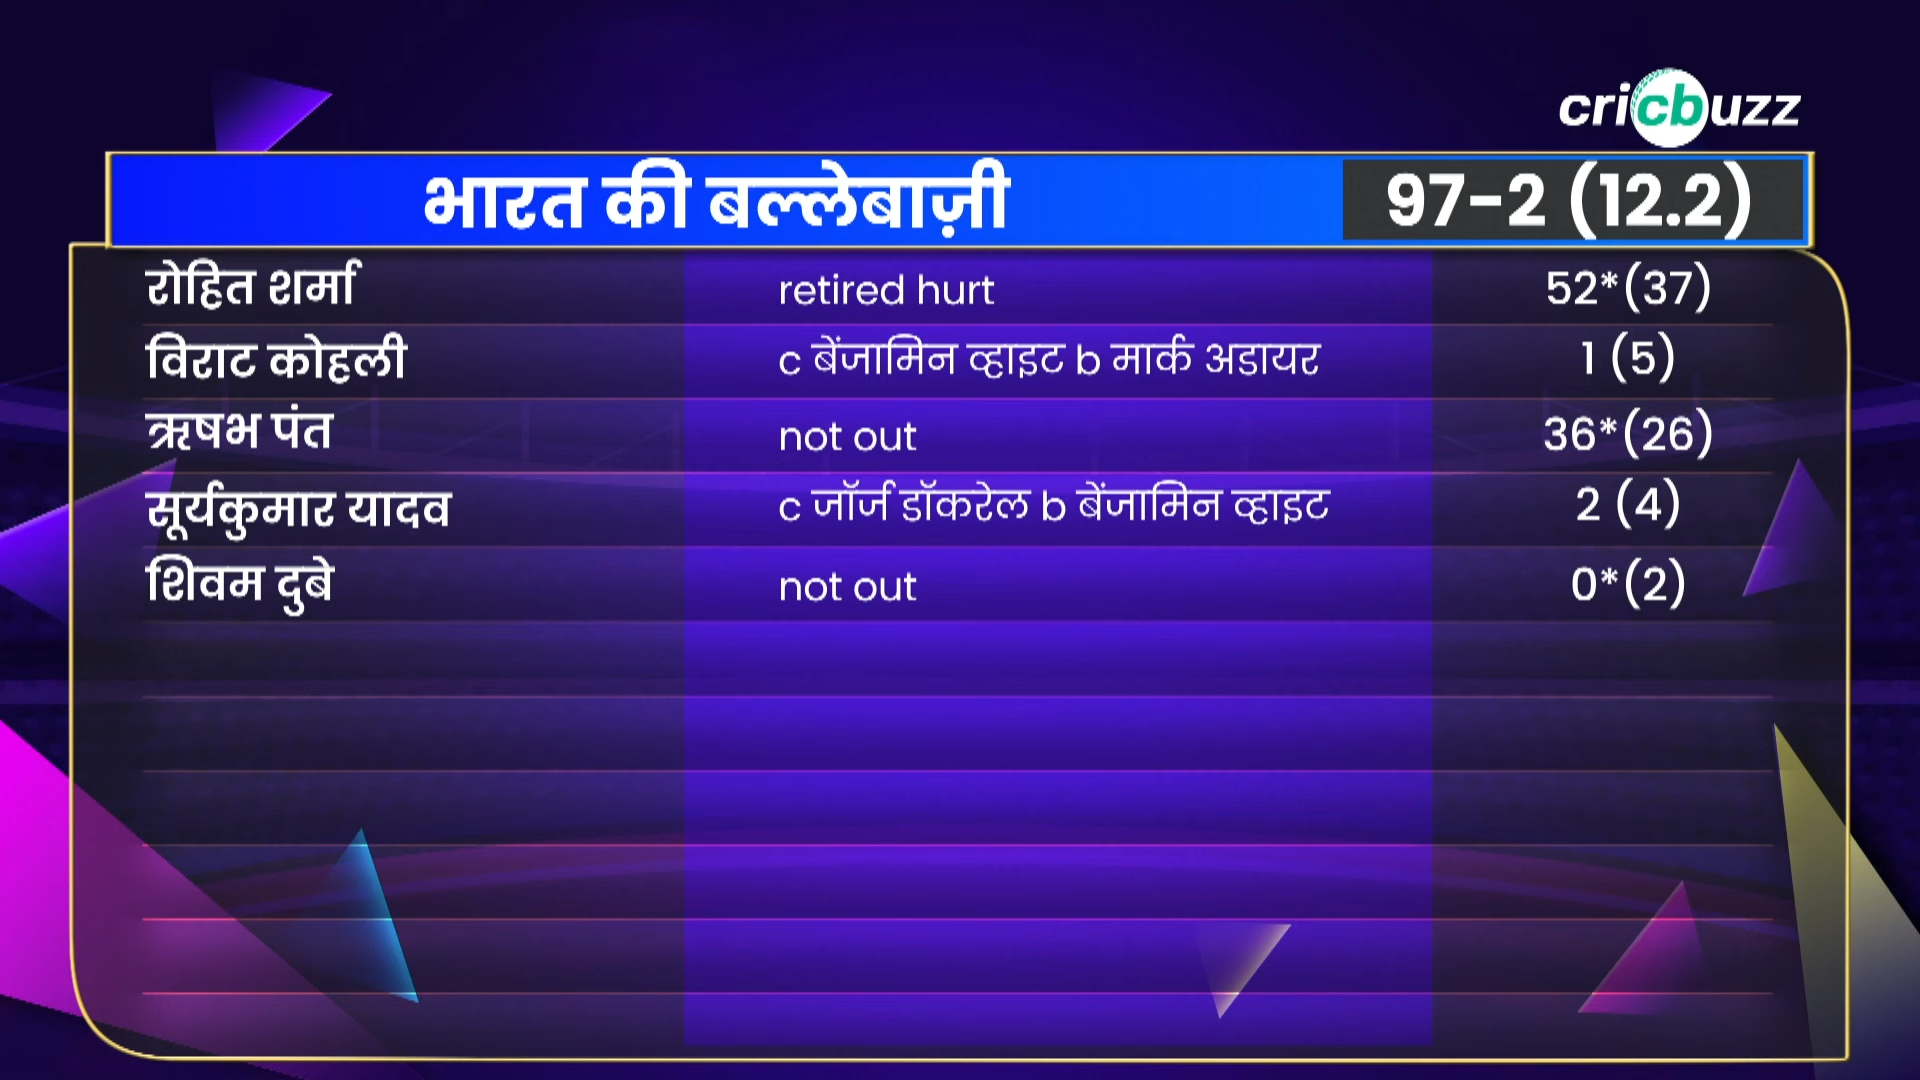 cricbuzz
भारत की बल्लेबाज़ी 97-2 (12.2)
रोहित शर्मा retired hurt 52*(37)
विराट कोहली c बेंजामिन व्हाइट b मार्क अडायर 1 (5)
ऋषभ पंत not out 36*(26)
सूर्यकुमार यादव c जॉर्ज डॉकरेल b बेंजामिन व्हाइट 2 (4)
शिवम दुबे not out 0*(2)